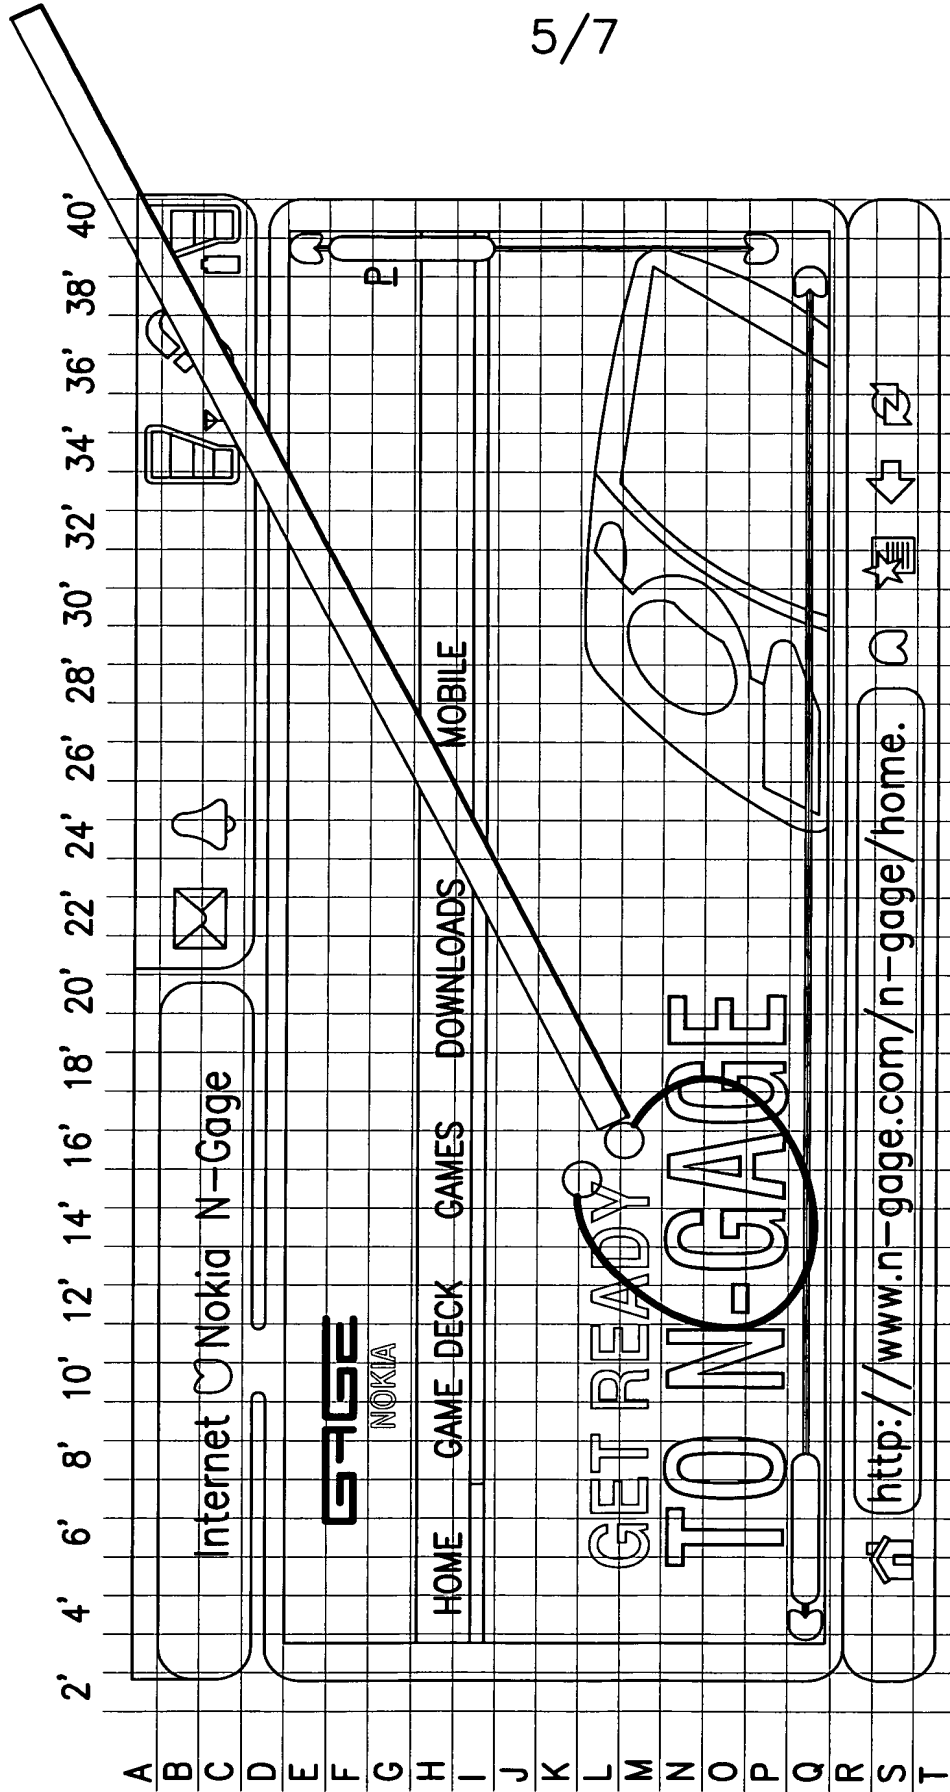 5/7
2' 4' 6' 8' 10' 12' 14' 16' 18' 20' 22' 24' 26' 28' 30' 32' 34' 36' 38' 40'
A
B
C
D
E
F
G
H
I
J
K
L
M
N
O
P
Q
R
S
T
Internet Nokia N-Gage
NOKIA
P
HOME GAME DECK GAMES DOWNLOADS MOBILE
GET READY
TO N-GAGE
http://www.n-gage.com/n-gage/home.